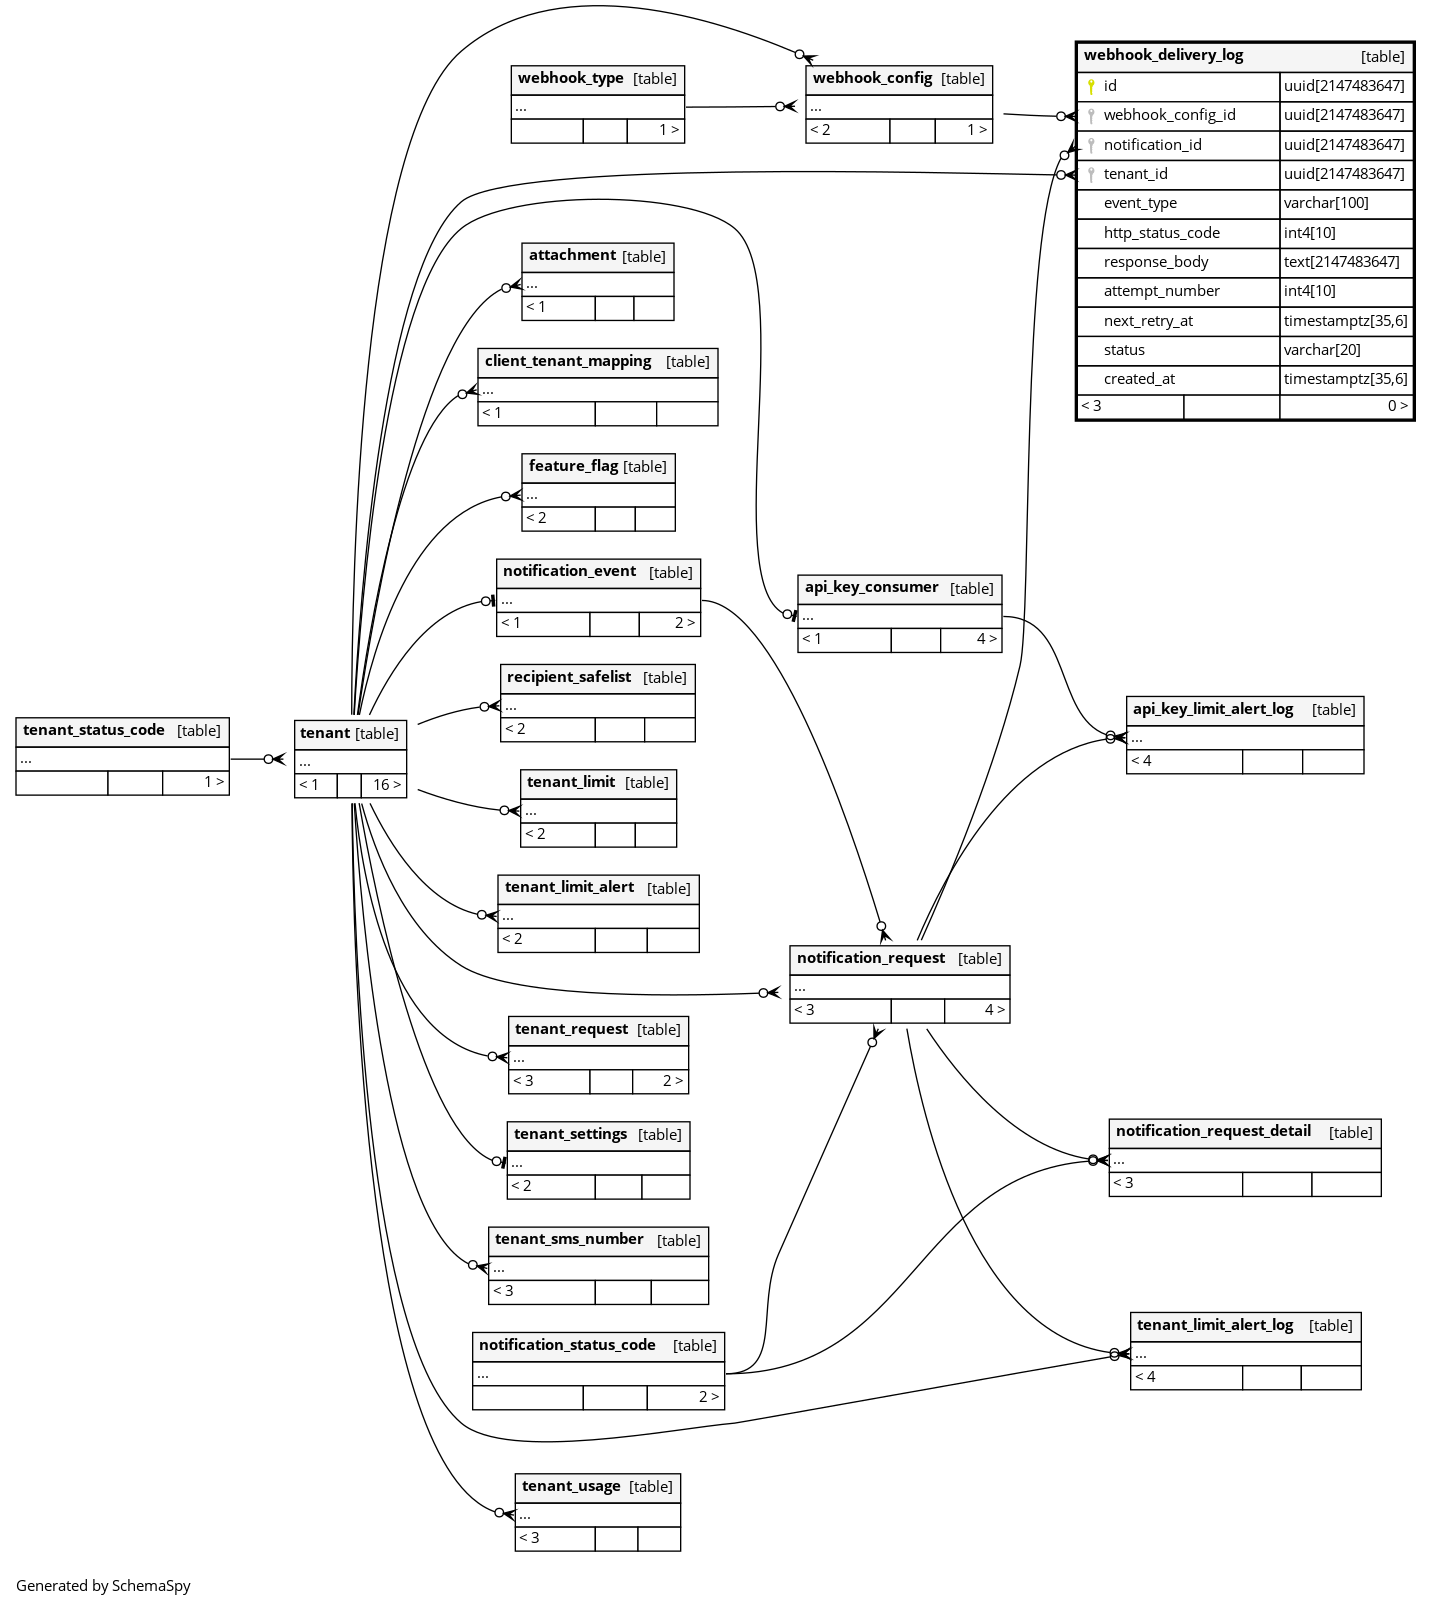 webhook_delivery_log [table]
id uuid[2147483647]
webhook_config_id uuid[2147483647]
notification_id uuid[2147483647]
tenant_id uuid[2147483647]
event_type varchar[100]
http_status_code int4[10]
response_body text[2147483647]
attempt_number int4[10]
next_retry_at timestamptz[35,6]
status varchar[20]
created_at timestamptz[35,6]
< 3 0 >
webhook_type [table]
...
1 >
webhook_config [table]
...
< 2 1 >
attachment [table]
...
< 1
client_tenant_mapping [table]
...
< 1
feature_flag [table]
...
< 2
notification_event [table]
...
< 1 2 >
api_key_consumer [table]
...
< 1 4 >
recipient_safelist [table]
...
< 2
api_key_limit_alert_log [table]
...
< 4
tenant_status_code [table]
...
1 >
tenant [table]
...
< 1 16 >
tenant_limit [table]
...
< 2
tenant_limit_alert [table]
...
< 2
notification_request [table]
...
< 3 4 >
tenant_request [table]
...
< 3 2 >
tenant_settings [table]
...
< 2
notification_request_detail [table]
...
< 3
tenant_sms_number [table]
...
< 3
notification_status_code [table]
...
2 >
tenant_limit_alert_log [table]
...
< 4
tenant_usage [table]
...
< 3
Generated by SchemaSpy